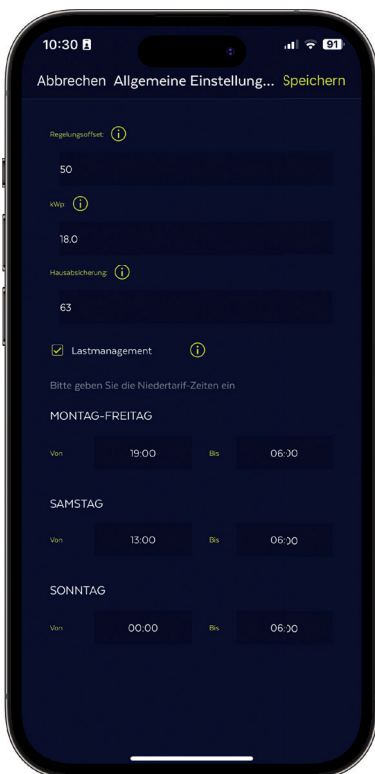 10:30
91
Abbrechen Allgemeine Einstellung... Speichern
Regelungsoffset:
50
kWp:
18.0
Hausabsicherung:
63
Lastmanagement
Bitte geben Sie die Niedertarif-Zeiten ein
MONTAG-FREITAG
Von 19:00 Bis 06:00
SAMSTAG
Von 13:00 Bis 06:00
SONNTAG
Von 00:00 Bis 06:00